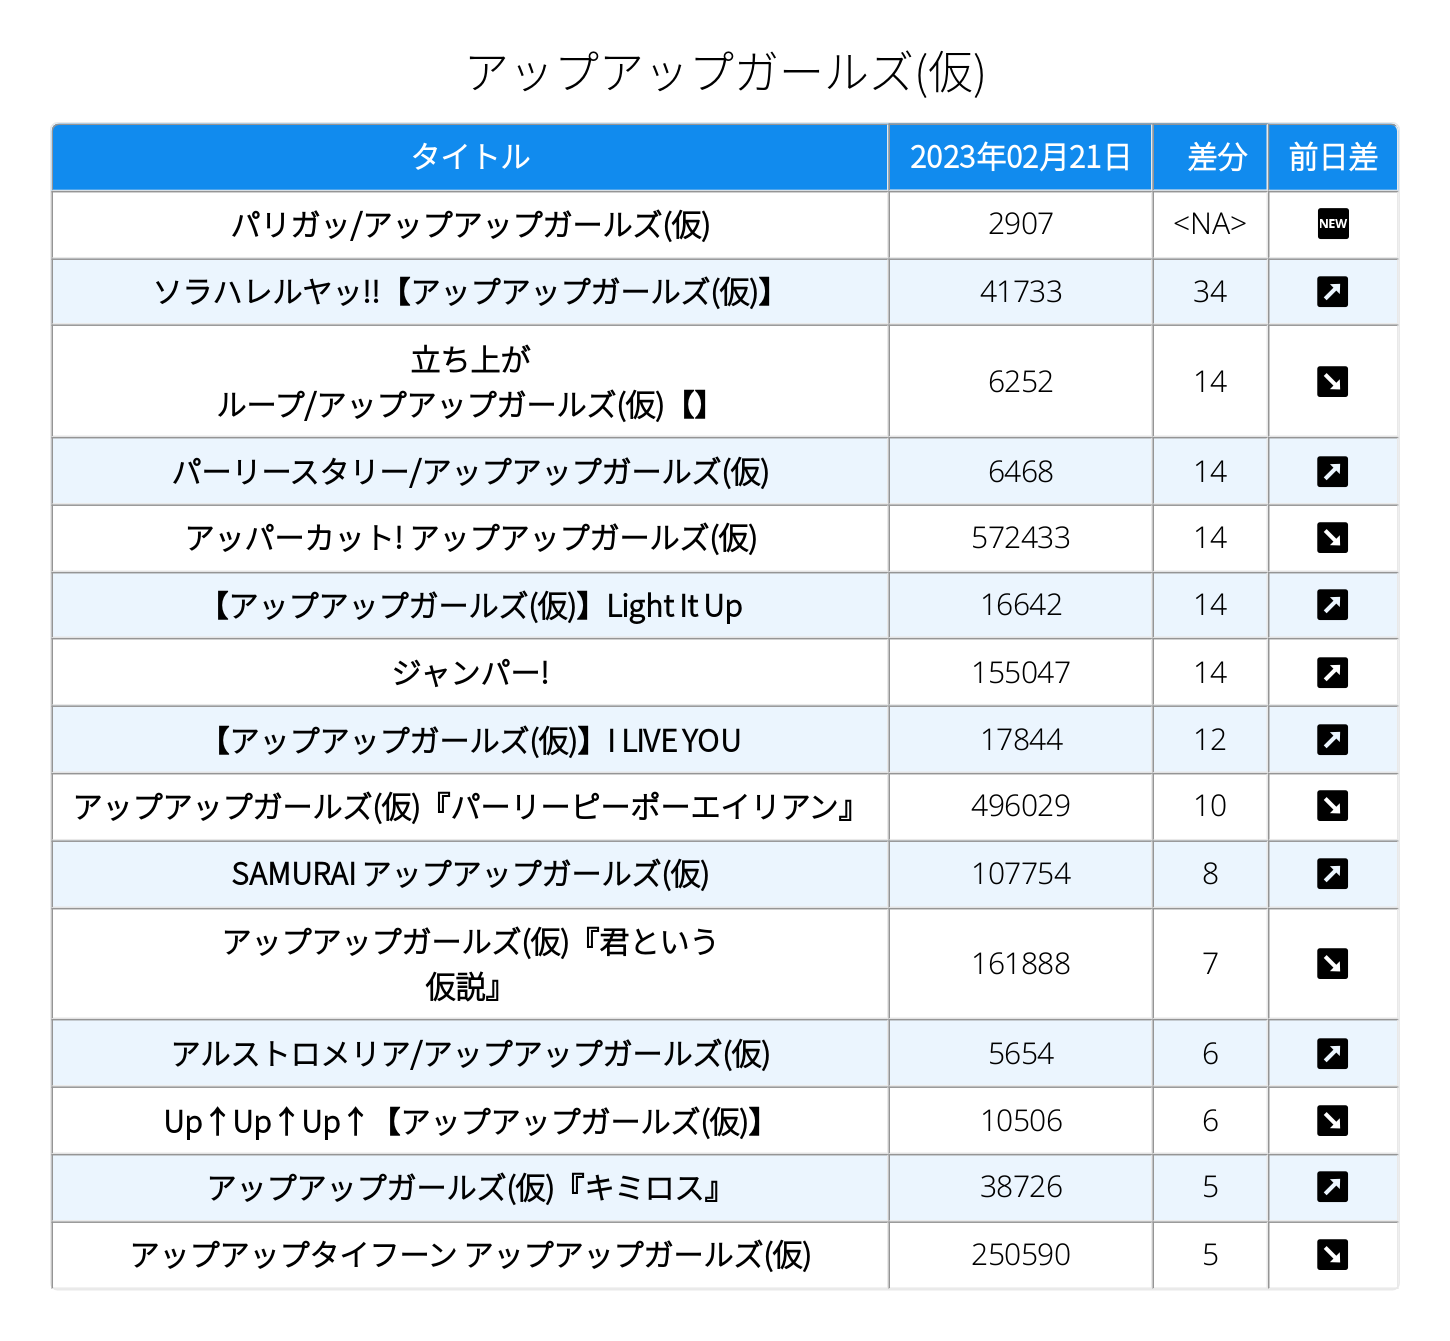 アップアップガールズ(仮)
タイトル 2023年02月21日 差分 前日差
パリガッ/アップアップガールズ(仮) 2907 <NA> NEW
ソラハレルヤッ!!【アップアップガールズ(仮)】 41733 34
立ち上が
ループ/アップアップガールズ(仮)【】 6252 14
パーリースタリー/アップアップガールズ(仮) 6468 14
アッパーカット! アップアップガールズ(仮) 572433 14
【アップアップガールズ(仮)】Light It Up 16642 14
ジャンパー! 155047 14
【アップアップガールズ(仮)】I LIVE YOU 17844 12
アップアップガールズ(仮)『パーリーピーポーエイリアン』 496029 10
SAMURAI アップアップガールズ(仮) 107754 8
アップアップガールズ(仮)『君という
仮説』 161888 7
アルストロメリア/アップアップガールズ(仮) 5654 6
Up↑Up↑Up↑【アップアップガールズ(仮)】 10506 6
アップアップガールズ(仮)『キミロス』 38726 5
アップアップタイフーン アップアップガールズ(仮) 250590 5